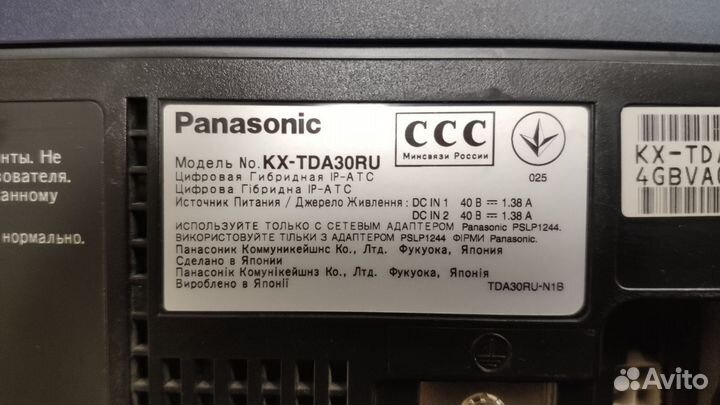 нты. Не
зователя.
анному
нормально.
Panasonic
Модель No. KX-TDA30RU
Цифровая Гибридная IP-АТС
Цифрова Гібридна IP-АТС
Источник Питания / Джерело Живлення : DC IN 1 40 В ⎓ 1.38 А
DC IN 2 40 В ⎓ 1.38 А
ИСПОЛЬЗУЙТЕ ТОЛЬКО С СЕТЕВЫМ АДАПТЕРОМ Panasonic PSLP1244.
ВИКОРИСТОВУЙТЕ ТІЛЬКИ З АДАПТЕРОМ PSLP1244 ФІРМИ Panasonic.
Панасоник Коммуникейшнс Ко., Лтд. Фукуока, Япония
Сделано в Японии
Панасонік Комунікейшнз Ко., Лтд. Фукуока, Японія
Вироблено в Японії
TDA30RU-N1B
ССС
Минсвязи России
025
KX-TDA
4GBVA
Avito